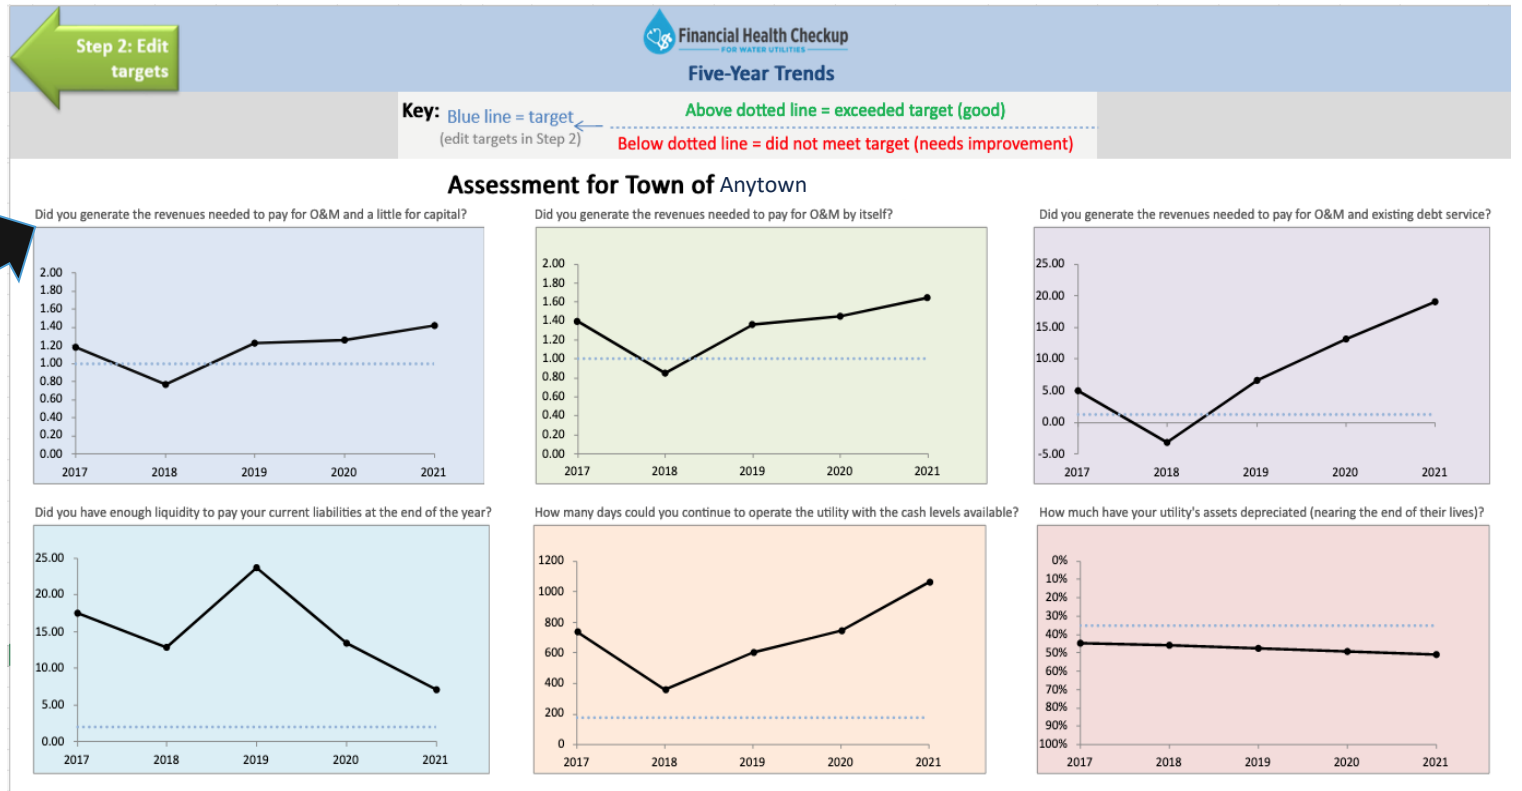 Step 2: Edit
targets
Financial Health Checkup
FOR WATER UTILITIES
Five-Year Trends
Key: Blue line = target
(edit targets in Step 2)
Above dotted line = exceeded target (good)
Below dotted line = did not meet target (needs improvement)
Assessment for Town of Anytown
Did you generate the revenues needed to pay for O&M and a little for capital?
2.00
1.80
1.60
1.40
1.20
1.00
0.80
0.60
0.40
0.20
0.00
2017 2018 2019 2020 2021
Did you generate the revenues needed to pay for O&M by itself?
2.00
1.80
1.60
1.40
1.20
1.00
0.80
0.60
0.40
0.20
0.00
2017 2018 2019 2020 2021
Did you generate the revenues needed to pay for O&M and existing debt service?
25.00
20.00
15.00
10.00
5.00
0.00
-5.00
2017 2018 2019 2020 2021
Did you have enough liquidity to pay your current liabilities at the end of the year?
25.00
20.00
15.00
10.00
5.00
0.00
2017 2018 2019 2020 2021
How many days could you continue to operate the utility with the cash levels available?
1200
1000
800
600
400
200
0
2017 2018 2019 2020 2021
How much have your utility's assets depreciated (nearing the end of their lives)?
0%
10%
20%
30%
40%
50%
60%
70%
80%
90%
100%
2017 2018 2019 2020 2021